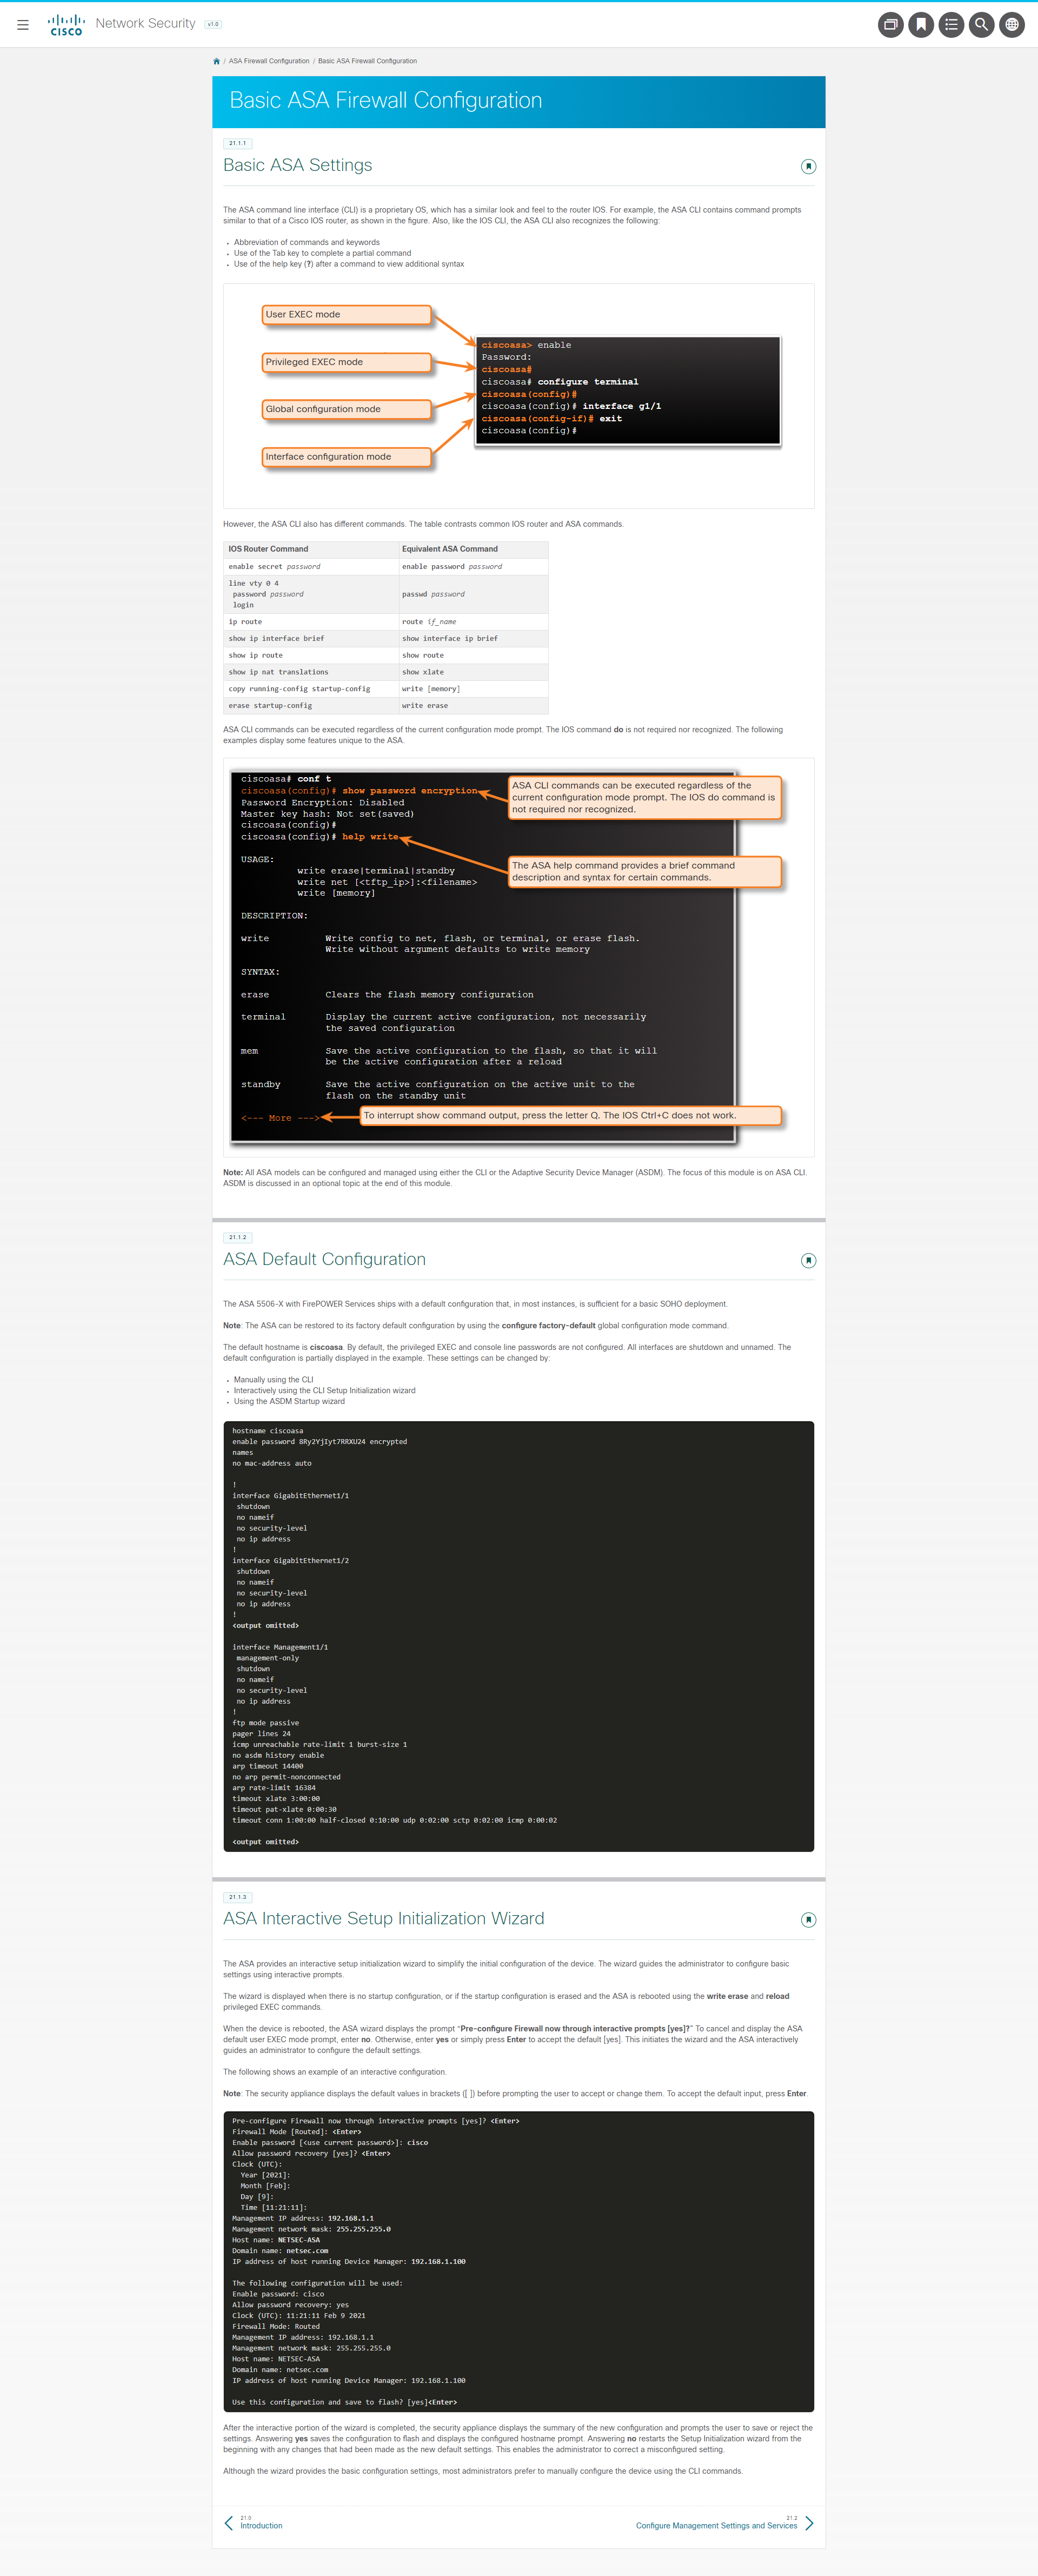 CISCO
Network Security
v1.0
/ ASA Firewall Configuration / Basic ASA Firewall Configuration
Basic ASA Firewall Configuration
21.1.1
Basic ASA Settings
The ASA command line interface (CLI) is a proprietary OS, which has a similar look and feel to the router IOS. For example, the ASA CLI contains command prompts
similar to that of a Cisco IOS router, as shown in the figure. Also, like the IOS CLI, the ASA CLI also recognizes the following:
• Abbreviation of commands and keywords
• Use of the Tab key to complete a partial command
• Use of the help key (?) after a command to view additional syntax
User EXEC mode
Privileged EXEC mode
Global configuration mode
Interface configuration mode
ciscoasa> enable
Password:
ciscoasa#
ciscoasa# configure terminal
ciscoasa(config)#
ciscoasa(config)# interface g1/1
ciscoasa(config-if)# exit
ciscoasa(config)#
However, the ASA CLI also has different commands. The table contrasts common IOS router and ASA commands.
IOS Router Command Equivalent ASA Command
enable secret password enable password password
line vty 0 4
password password passwd password
login
ip route route if_name
show ip interface brief show interface ip brief
show ip route show route
show ip nat translations show xlate
copy running-config startup-config write [memory]
erase startup-config write erase
ASA CLI commands can be executed regardless of the current configuration mode prompt. The IOS command do is not required nor recognized. The following
examples display some features unique to the ASA.
ciscoasa# conf t
ciscoasa(config)# show password encryption
Password Encryption: Disabled
Master key hash: Not set(saved)
ciscoasa(config)#
ciscoasa(config)# help write
ASA CLI commands can be executed regardless of the
current configuration mode prompt. The IOS do command is
not required nor recognized.
USAGE:
write erase|terminal|standby
write net [<tftp_ip>]:<filename>
write [memory]
The ASA help command provides a brief command
description and syntax for certain commands.
DESCRIPTION:
write Write config to net, flash, or terminal, or erase flash.
Write without argument defaults to write memory
SYNTAX:
erase Clears the flash memory configuration
terminal Display the current active configuration, not necessarily
the saved configuration
mem Save the active configuration to the flash, so that it will
be the active configuration after a reload
standby Save the active configuration on the active unit to the
flash on the standby unit
<--- More --->
To interrupt show command output, press the letter Q. The IOS Ctrl+C does not work.
Note: All ASA models can be configured and managed using either the CLI or the Adaptive Security Device Manager (ASDM). The focus of this module is on ASA CLI.
ASDM is discussed in an optional topic at the end of this module.
21.1.2
ASA Default Configuration
The ASA 5506-X with FirePOWER Services ships with a default configuration that, in most instances, is sufficient for a basic SOHO deployment.
Note: The ASA can be restored to its factory default configuration by using the configure factory-default global configuration mode command.
The default hostname is ciscoasa. By default, the privileged EXEC and console line passwords are not configured. All interfaces are shutdown and unnamed. The
default configuration is partially displayed in the example. These settings can be changed by:
• Manually using the CLI
• Interactively using the CLI Setup Initialization wizard
• Using the ASDM Startup wizard
hostname ciscoasa
enable password 8Ry2YjIyt7RRXU24 encrypted
names
no mac-address auto
!
interface GigabitEthernet1/1
shutdown
no nameif
no security-level
no ip address
!
interface GigabitEthernet1/2
shutdown
no nameif
no security-level
no ip address
!
<output omitted>
interface Management1/1
management-only
shutdown
no nameif
no security-level
no ip address
!
ftp mode passive
pager lines 24
icmp unreachable rate-limit 1 burst-size 1
no asdm history enable
arp timeout 14400
no arp permit-nonconnected
arp rate-limit 16384
timeout xlate 3:00:00
timeout pat-xlate 0:00:30
timeout conn 1:00:00 half-closed 0:10:00 udp 0:02:00 sctp 0:02:00 icmp 0:00:02
<output omitted>
21.1.3
ASA Interactive Setup Initialization Wizard
The ASA provides an interactive setup initialization wizard to simplify the initial configuration of the device. The wizard guides the administrator to configure basic
settings using interactive prompts.
The wizard is displayed when there is no startup configuration, or if the startup configuration is erased and the ASA is rebooted using the write erase and reload
privileged EXEC commands.
When the device is rebooted, the ASA wizard displays the prompt “Pre-configure Firewall now through interactive prompts [yes]?” To cancel and display the ASA
default user EXEC mode prompt, enter no. Otherwise, enter yes or simply press Enter to accept the default [yes]. This initiates the wizard and the ASA interactively
guides an administrator to configure the default settings.
The following shows an example of an interactive configuration.
Note: The security appliance displays the default values in brackets ([ ]) before prompting the user to accept or change them. To accept the default input, press Enter.
Pre-configure Firewall now through interactive prompts [yes]? <Enter>
Firewall Mode [Routed]: <Enter>
Enable password [<use current password>]: cisco
Allow password recovery [yes]? <Enter>
Clock (UTC):
Year [2021]:
Month [Feb]:
Day [9]:
Time [11:21:11]:
Management IP address: 192.168.1.1
Management network mask: 255.255.255.0
Host name: NETSEC-ASA
Domain name: netsec.com
IP address of host running Device Manager: 192.168.1.100
The following configuration will be used:
Enable password: cisco
Allow password recovery: yes
Clock (UTC): 11:21:11 Feb 9 2021
Firewall Mode: Routed
Management IP address: 192.168.1.1
Management network mask: 255.255.255.0
Host name: NETSEC-ASA
Domain name: netsec.com
IP address of host running Device Manager: 192.168.1.100
Use this configuration and save to flash? [yes]<Enter>
After the interactive portion of the wizard is completed, the security appliance displays the summary of the new configuration and prompts the user to save or reject the
settings. Answering yes saves the configuration to flash and displays the configured hostname prompt. Answering no restarts the Setup Initialization wizard from the
beginning with any changes that had been made as the new default settings. This enables the administrator to correct a misconfigured setting.
Although the wizard provides the basic configuration settings, most administrators prefer to manually configure the device using the CLI commands.
21.0
Introduction
21.2
Configure Management Settings and Services